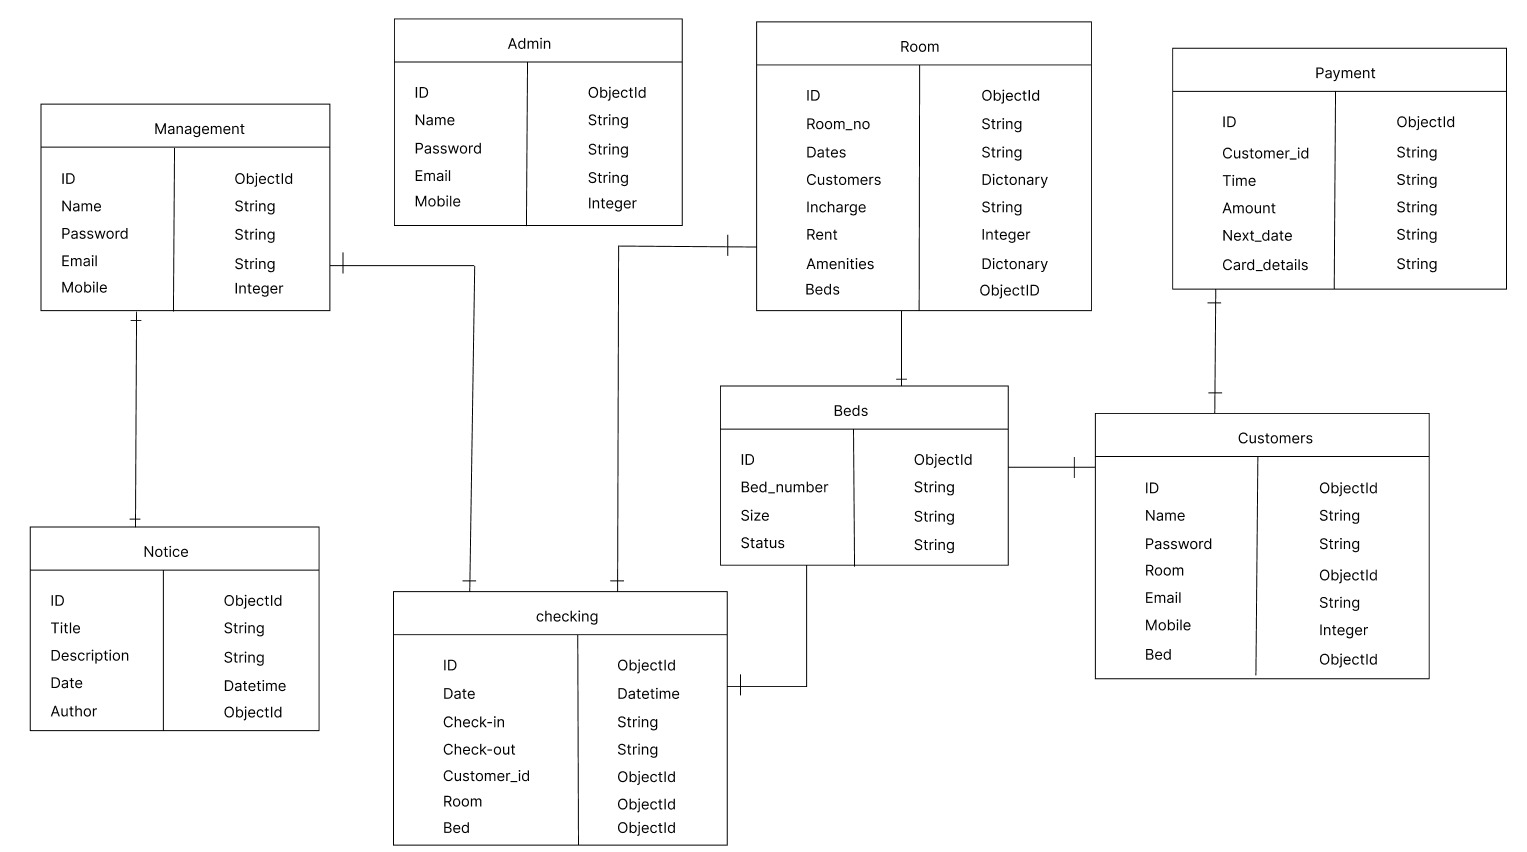 Admin
ID ObjectId
Name String
Password String
Email String
Mobile Integer
Room
ID ObjectId
Room_no String
Dates String
Customers Dictonary
Incharge String
Rent Integer
Amenities Dictonary
Beds ObjectID
Payment
ID ObjectId
Customer_id String
Time String
Amount String
Next_date String
Card_details String
Management
ID ObjectId
Name String
Password String
Email String
Mobile Integer
Beds
ID ObjectId
Bed_number String
Size String
Status String
Customers
ID ObjectId
Name String
Password String
Room ObjectId
Email String
Mobile Integer
Bed ObjectId
Notice
ID ObjectId
Title String
Description String
Date Datetime
Author ObjectId
checking
ID ObjectId
Date Datetime
Check-in String
Check-out String
Customer_id ObjectId
Room ObjectId
Bed ObjectId